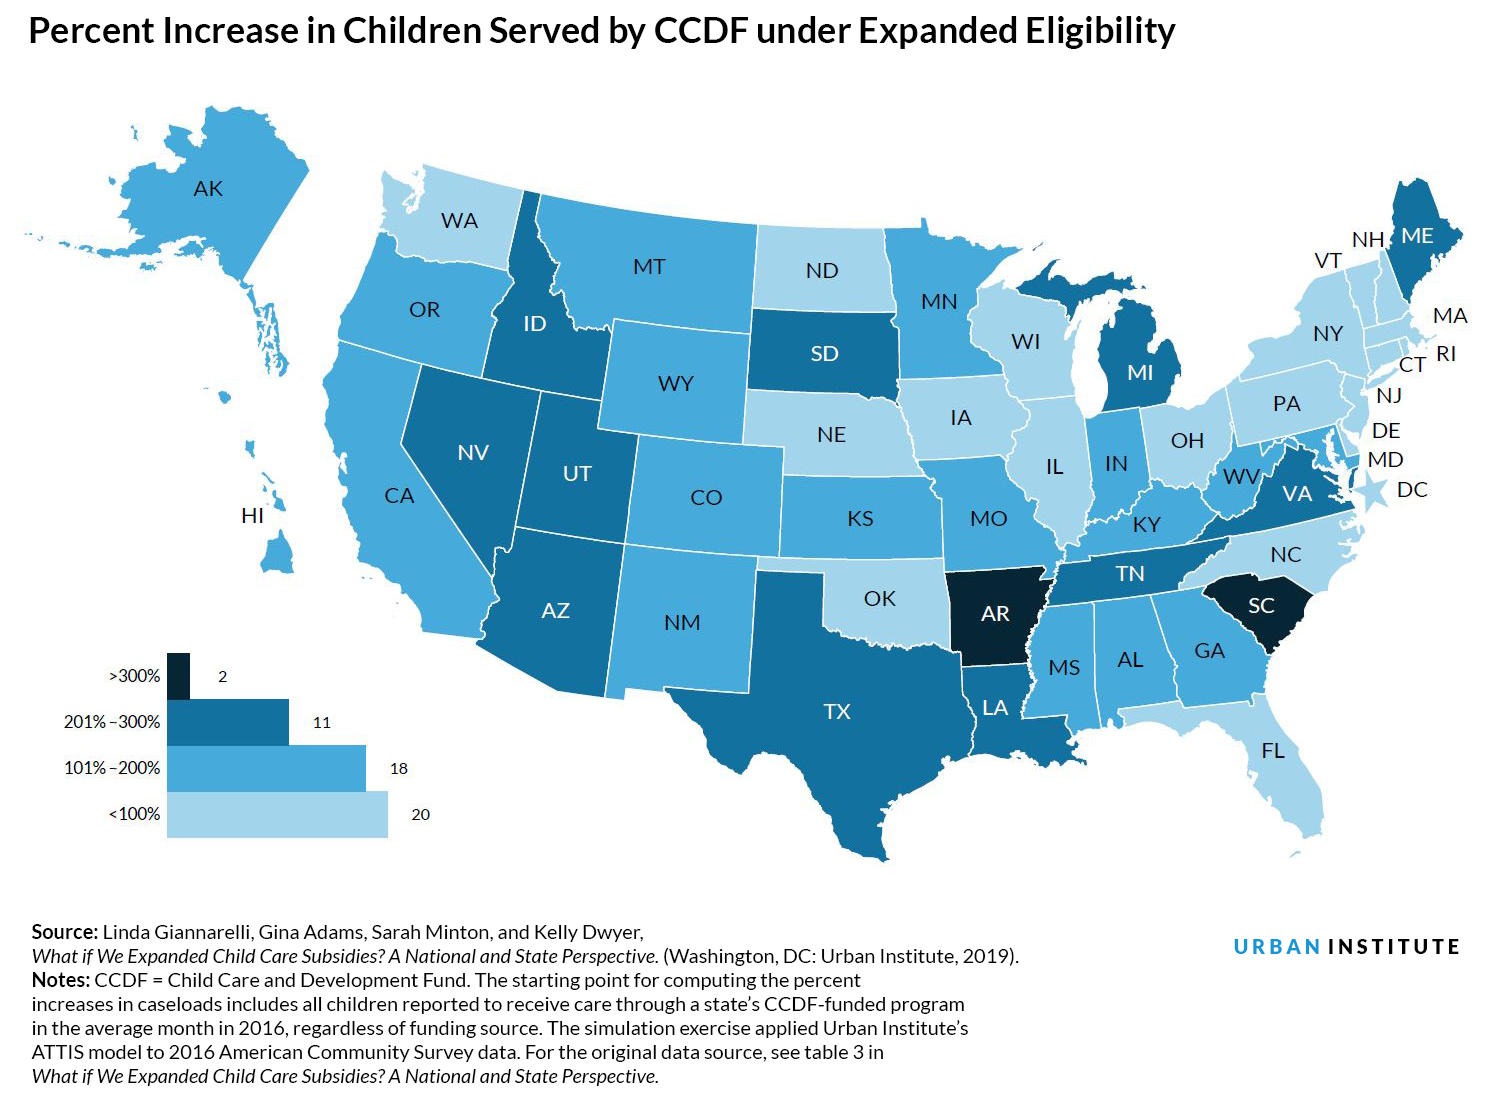 Percent Increase in Children Served by CCDF under Expanded Eligibility
AK
WA
MT
ND
MN
OR
ID
WY
SD
WI
MI
NY
VT
NH
ME
MA
RI
CT
NJ
PA
DE
MD
DC
NE
IA
IL
IN
OH
WV
VA
NV
UT
CO
KS
MO
KY
CA
HI
AZ
NM
OK
AR
TN
NC
SC
TX
LA
MS
AL
GA
FL
>300% 2
201%–300% 11
101%–200% 18
<100% 20
Source: Linda Giannarelli, Gina Adams, Sarah Minton, and Kelly Dwyer,
What if We Expanded Child Care Subsidies? A National and State Perspective. (Washington, DC: Urban Institute, 2019).
Notes: CCDF = Child Care and Development Fund. The starting point for computing the percent
increases in caseloads includes all children reported to receive care through a state’s CCDF-funded program
in the average month in 2016, regardless of funding source. The simulation exercise applied Urban Institute’s
ATTIS model to 2016 American Community Survey data. For the original data source, see table 3 in
What if We Expanded Child Care Subsidies? A National and State Perspective.
URBAN INSTITUTE